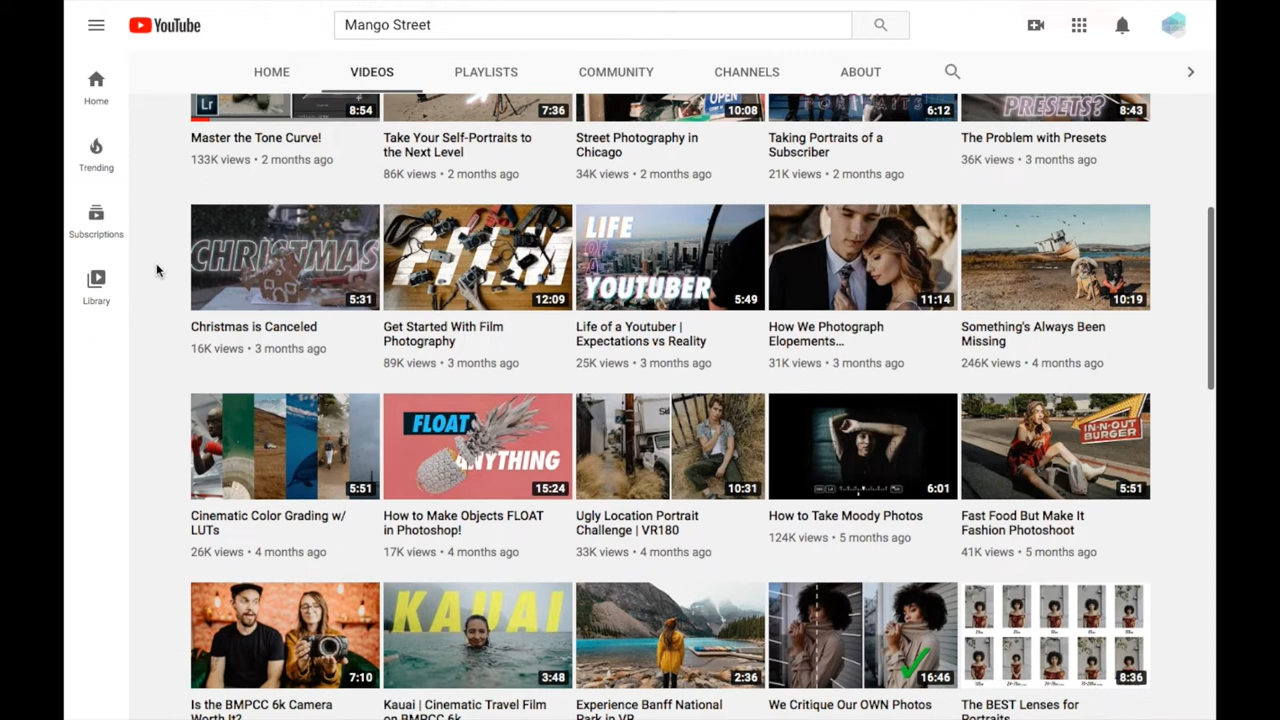 YouTube
Mango Street
HOME VIDEOS PLAYLISTS COMMUNITY CHANNELS ABOUT
Home
Trending
Subscriptions
Library
Lr
8:54
7:36
OPEN
10:08
PORTRAITS
6:12
PRESETS?
8:43
Master the Tone Curve!
133K views • 2 months ago
Take Your Self-Portraits to
the Next Level
86K views • 2 months ago
Street Photography in
Chicago
34K views • 2 months ago
Taking Portraits of a
Subscriber
21K views • 2 months ago
The Problem with Presets
36K views • 3 months ago
CHRISTMAS
5:31
FILM
12:09
LIFE
OF A
YOUTUBER
5:49
11:14
10:19
Christmas is Canceled
16K views • 3 months ago
Get Started With Film
Photography
89K views • 3 months ago
Life of a Youtuber |
Expectations vs Reality
25K views • 3 months ago
How We Photograph
Elopements...
31K views • 3 months ago
Something's Always Been
Missing
246K views • 4 months ago
5:51
FLOAT
ANYTHING
15:24
10:31
6:01
IN-N-OUT
BURGER
5:51
Cinematic Color Grading w/
LUTs
26K views • 4 months ago
How to Make Objects FLOAT
in Photoshop!
17K views • 4 months ago
Ugly Location Portrait
Challenge | VR180
33K views • 4 months ago
How to Take Moody Photos
124K views • 5 months ago
Fast Food But Make It
Fashion Photoshoot
41K views • 5 months ago
7:10
KAUAI
3:48
2:36
16:46
8:36
Is the BMPCC 6k Camera
Worth It?
Kauai | Cinematic Travel Film
on BMPCC 6k
Experience Banff National
Park in VR
We Critique Our OWN Photos
The BEST Lenses for
Portraits